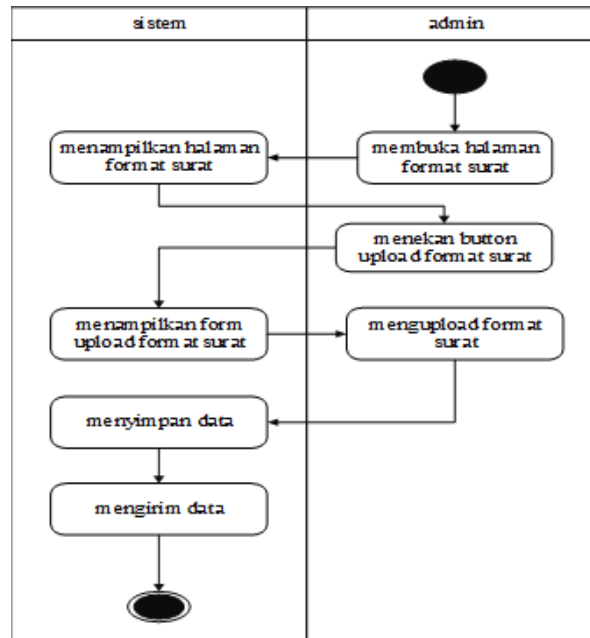 sistem
admin
membuka halaman
format surat
menampilkan halaman
format surat
menekan button
upload format surat
menampilkan form
upload format surat
mengupload format
surat
menyimpan data
mengirim data